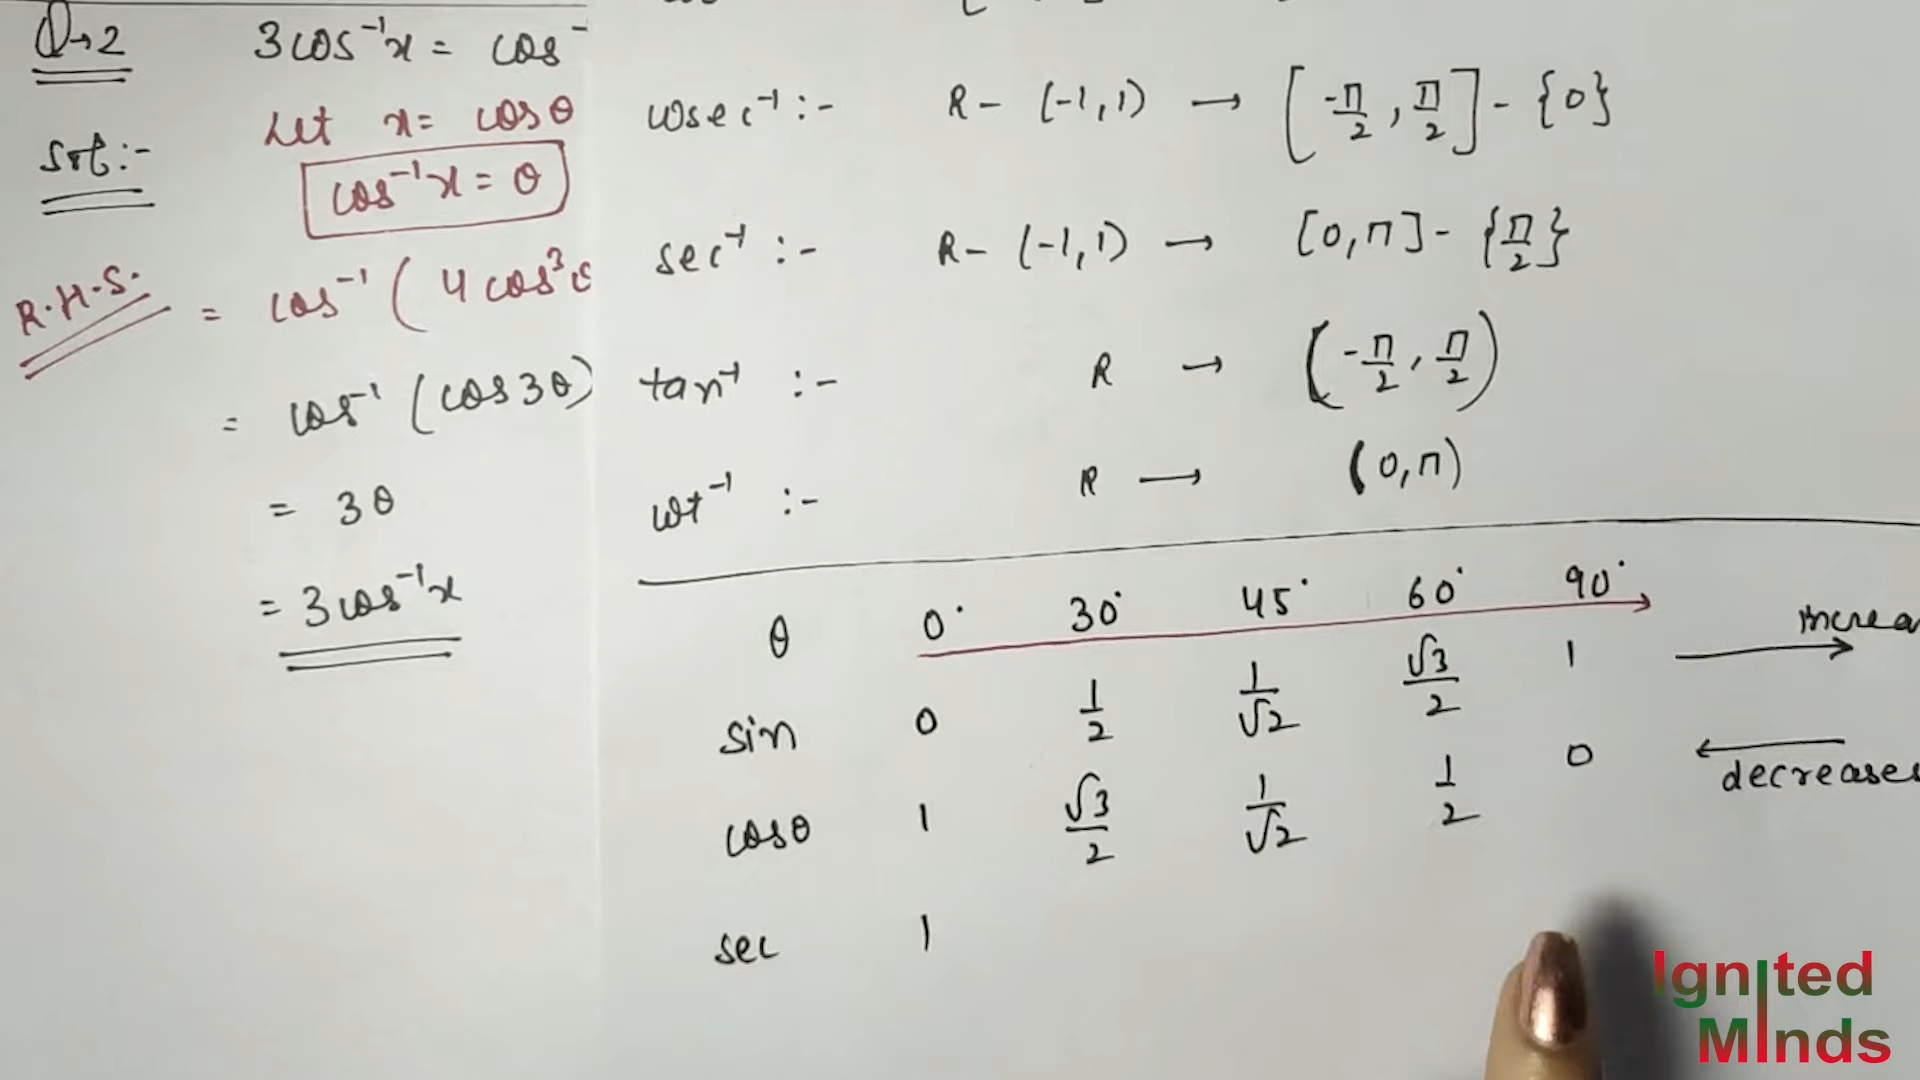 Q→2 3cos⁻¹x = cos⁻
Sol:- Let x = cosθ
cos⁻¹x = θ
R.H.S. = cos⁻¹( 4cos³
= cos⁻¹(cos3θ)
= 3θ
= 3cos⁻¹x
cosec⁻¹ :- R - (-1,1) → [-π/2, π/2] - {0}
sec⁻¹ :- R - (-1,1) → [0,π] - {π/2}
tan⁻¹ :- R → (-π/2, π/2)
cot⁻¹ :- R → (0,π)
θ 0° 30° 45° 60° 90°
sin 0 1/2 1/√2 √3/2 1 → increa
cosθ 1 √3/2 1/√2 1/2 0 ← decreases
sec 1
Ignited
Minds